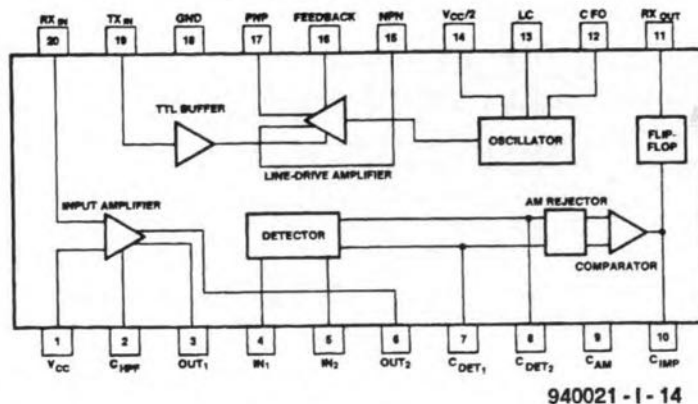 RX IN TX IN GND PNP FEEDBACK NPN VCC/2 LC C FO RX OUT
20 19 18 17 16 15 14 13 12 11
TTL BUFFER
OSCILLATOR
FLIP-
FLOP
LINE-DRIVE AMPLIFIER
INPUT AMPLIFIER
AM REJECTOR
DETECTOR
COMPARATOR
1 2 3 4 5 6 7 8 9 10
VCC CHPF OUT1 IN1 IN2 OUT2 CDET1 CDET2 CAM CIMP
940021 - I - 14